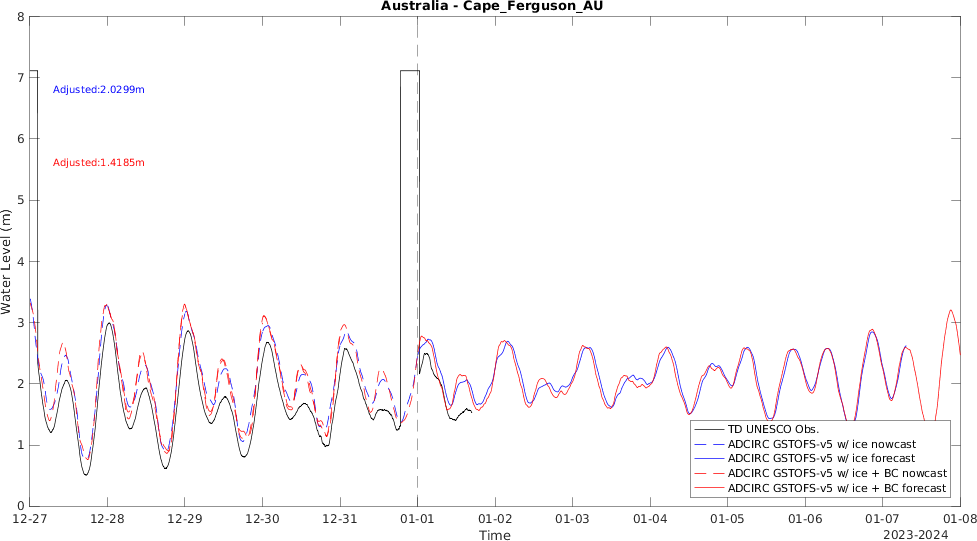 Australia - Cape_Ferguson_AU
8
7
6
5
4
3
2
1
0
Water Level (m)
Adjusted:2.0299m
Adjusted:1.4185m
TD UNESCO Obs.
ADCIRC GSTOFS-v5 w/ ice nowcast
ADCIRC GSTOFS-v5 w/ ice forecast
ADCIRC GSTOFS-v5 w/ ice + BC nowcast
ADCIRC GSTOFS-v5 w/ ice + BC forecast
12-27 12-28 12-29 12-30 12-31 01-01 01-02 01-03 01-04 01-05 01-06 01-07 01-08
Time
2023-2024